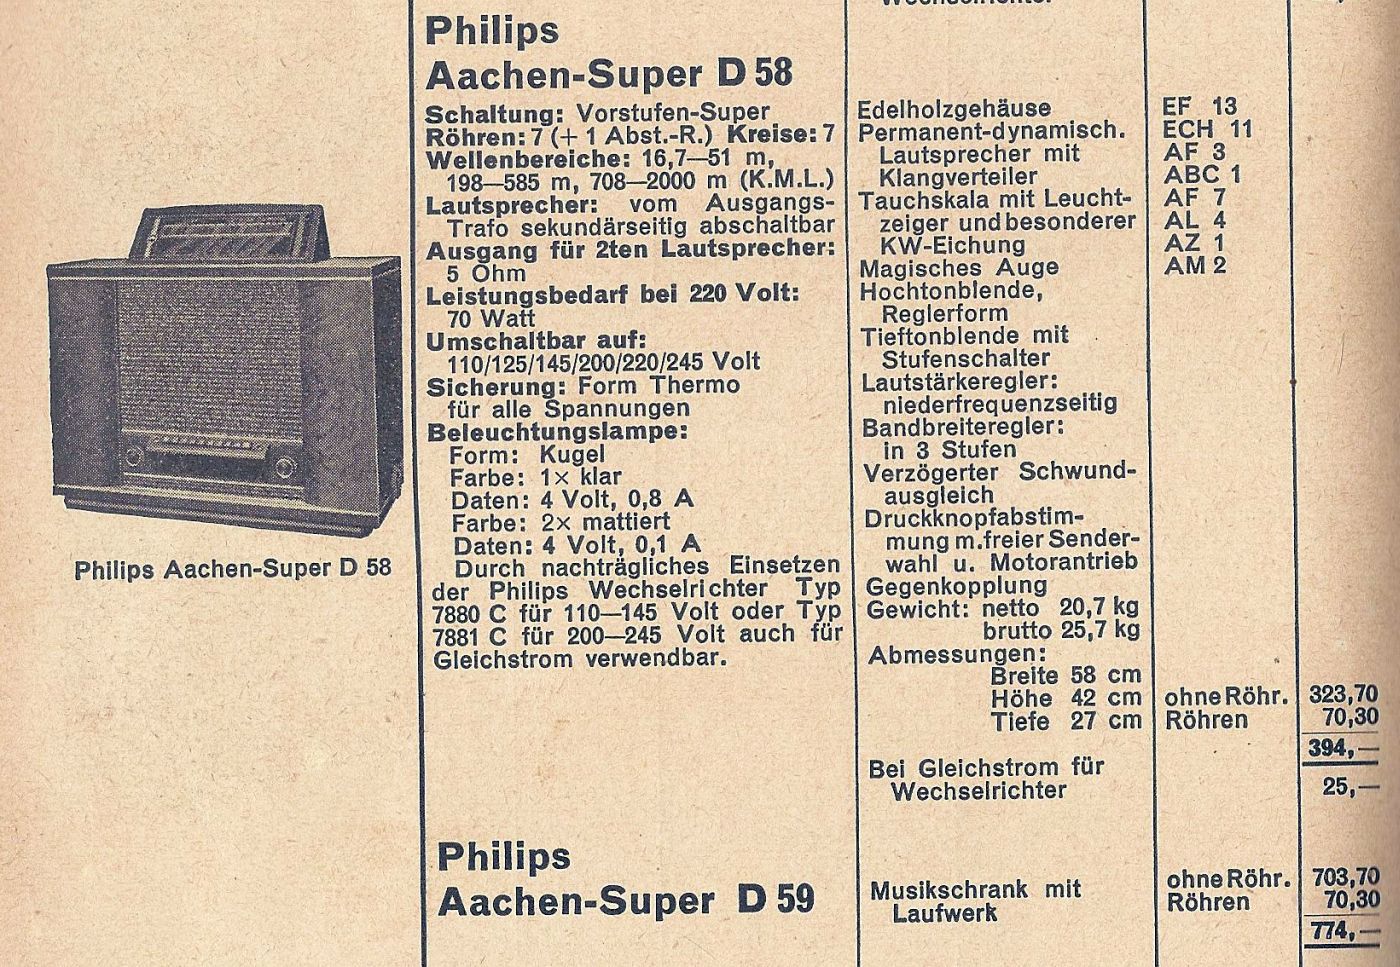 Philips
Aachen-Super D 58
Schaltung: Vorstufen-Super
Röhren: 7 (+ 1 Abst.-R.) Kreise: 7
Wellenbereiche: 16,7—51 m,
198—585 m, 708—2000 m (K.M.L.)
Lautsprecher: vom Ausgangs-
Trafo sekundärseitig abschaltbar
Ausgang für 2ten Lautsprecher:
5 Ohm
Leistungsbedarf bei 220 Volt:
70 Watt
Umschaltbar auf:
110/125/145/200/220/245 Volt
Sicherung: Form Thermo
für alle Spannungen
Beleuchtungslampe:
Form: Kugel
Farbe: 1× klar
Daten: 4 Volt, 0,8 A
Farbe: 2× mattiert
Daten: 4 Volt, 0,1 A
Durch nachträgliches Einsetzen
der Philips Wechselrichter Typ
7880 C für 110—145 Volt oder Typ
7881 C für 200—245 Volt auch für
Gleichstrom verwendbar.
Edelholzgehäuse
Permanent-dynamisch.
Lautsprecher mit
Klangverteiler
Tauchskala mit Leucht-
zeiger und besonderer
KW-Eichung
Magisches Auge
Hochtonblende,
Reglerform
Tieftonblende mit
Stufenschalter
Lautstärkeregler:
niederfrequenzseitig
Bandbreiteregler:
in 3 Stufen
Verzögerter Schwund-
ausgleich
Druckknopfabstim-
mung m. freier Sender-
wahl u. Motorantrieb
Gegenkopplung
Gewicht: netto 20,7 kg
brutto 25,7 kg
Abmessungen:
Breite 58 cm
Höhe 42 cm
Tiefe 27 cm
Bei Gleichstrom für
Wechselrichter
EF 13
ECH 11
AF 3
ABC 1
AF 7
AL 4
AZ 1
AM 2
ohne Röhr. 323,70
Röhren 70,30
394,—
25,—
Philips Aachen-Super D 58
Philips
Aachen-Super D 59
Musikschrank mit
Laufwerk
ohne Röhr. 703,70
Röhren 70,30
774,—